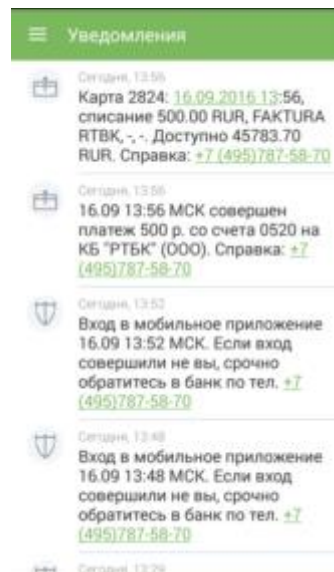 Уведомления
Сегодня, 13:56
Карта 2824: 16.09.2016 13:56,
списание 500.00 RUR, FAKTURA
RTBK, -, -. Доступно 45783.70
RUR. Справка: +7 (495)787-58-70
Сегодня, 13:56
16.09 13:56 МСК совершен
платеж 500 р. со счета 0520 на
КБ "РТБК" (ООО). Справка: +7
(495)787-58-70
Сегодня, 13:52
Вход в мобильное приложение
16.09 13:52 МСК. Если вход
совершили не вы, срочно
обратитесь в банк по тел. +7
(495)787-58-70
Сегодня, 13:48
Вход в мобильное приложение
16.09 13:48 МСК. Если вход
совершили не вы, срочно
обратитесь в банк по тел. +7
(495)787-58-70
Сегодня, 13:29